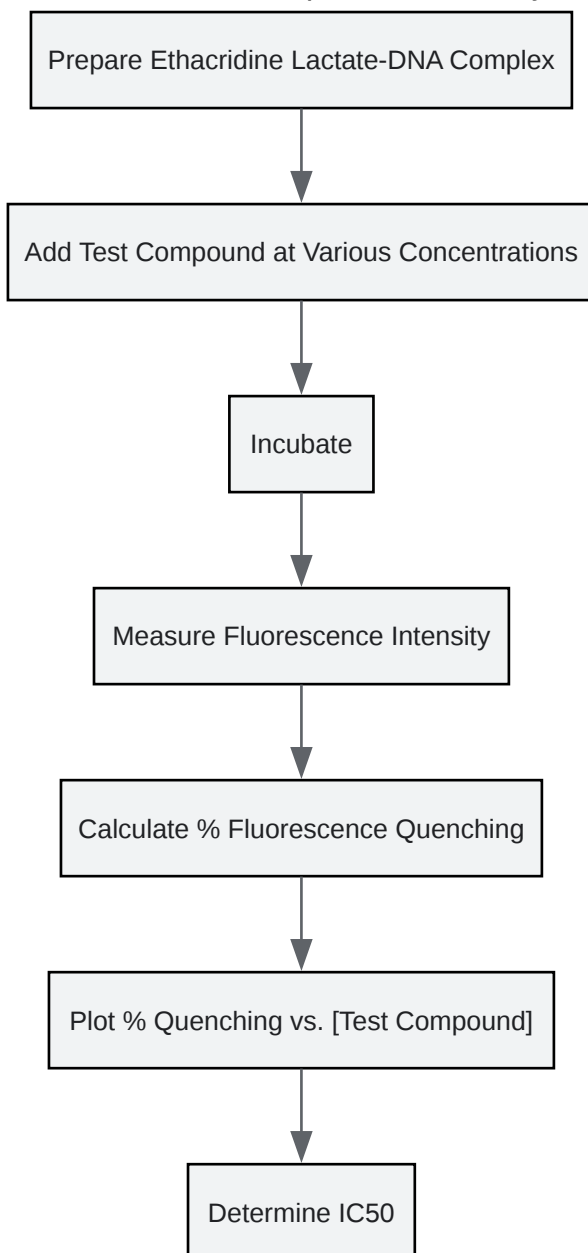 Prepare Ethacridine Lactate-DNA Complex
Add Test Compound at Various Concentrations
Incubate
Measure Fluorescence Intensity
Calculate % Fluorescence Quenching
Plot % Quenching vs. [Test Compound]
Determine IC50